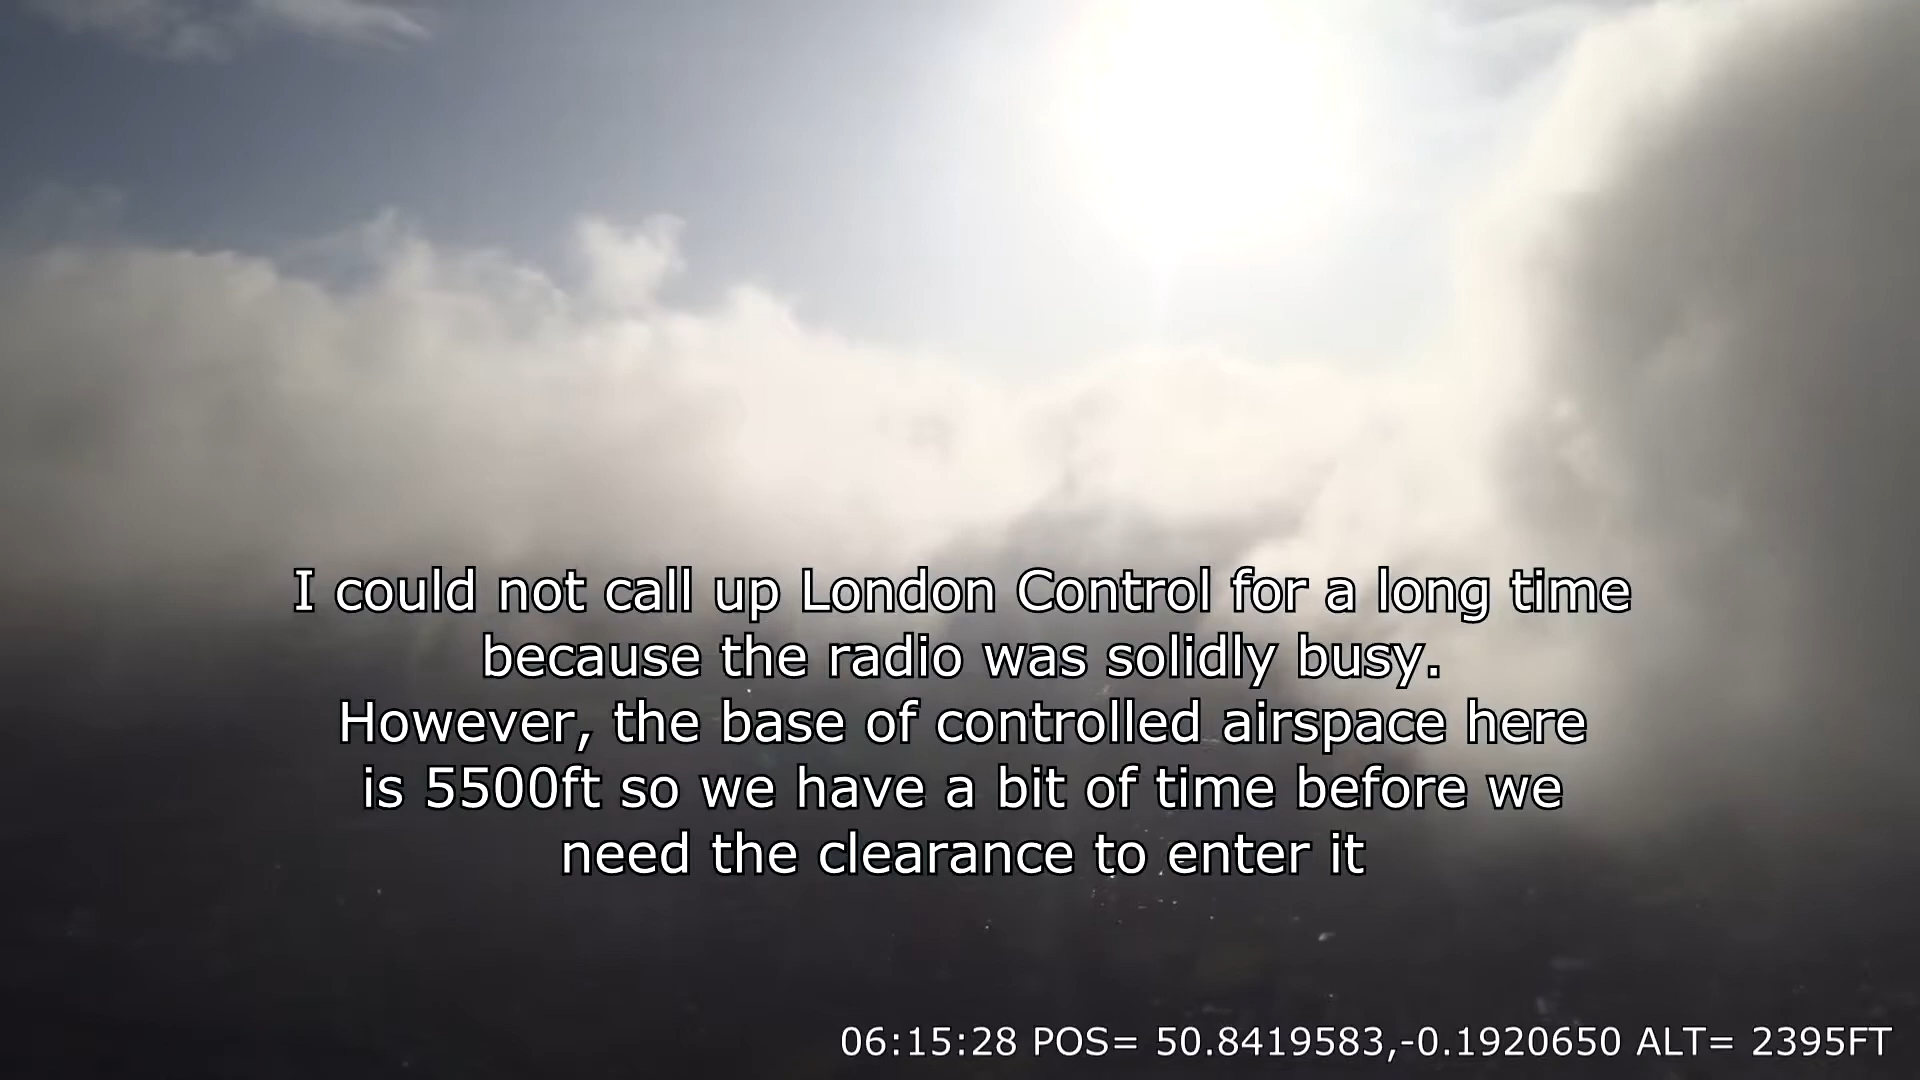 I could not call up London Control for a long time
because the radio was solidly busy.
However, the base of controlled airspace here
is 5500ft so we have a bit of time before we
need the clearance to enter it
06:15:28 POS= 50.8419583,-0.1920650 ALT= 2395FT